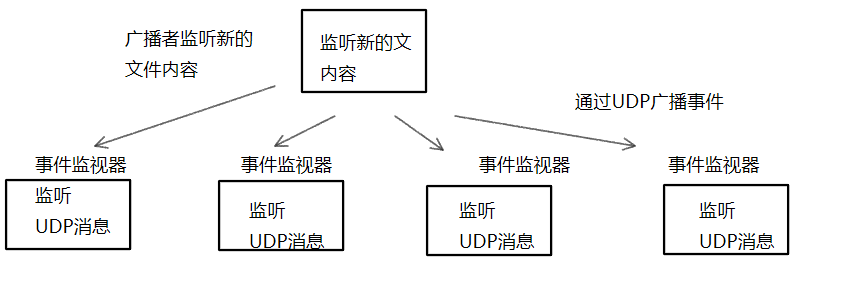 广播者监听新的
文件内容
监听新的文
内容
通过UDP广播事件
事件监视器
事件监视器
事件监视器
事件监视器
监听
UDP消息
监听
UDP消息
监听
UDP消息
监听
UDP消息